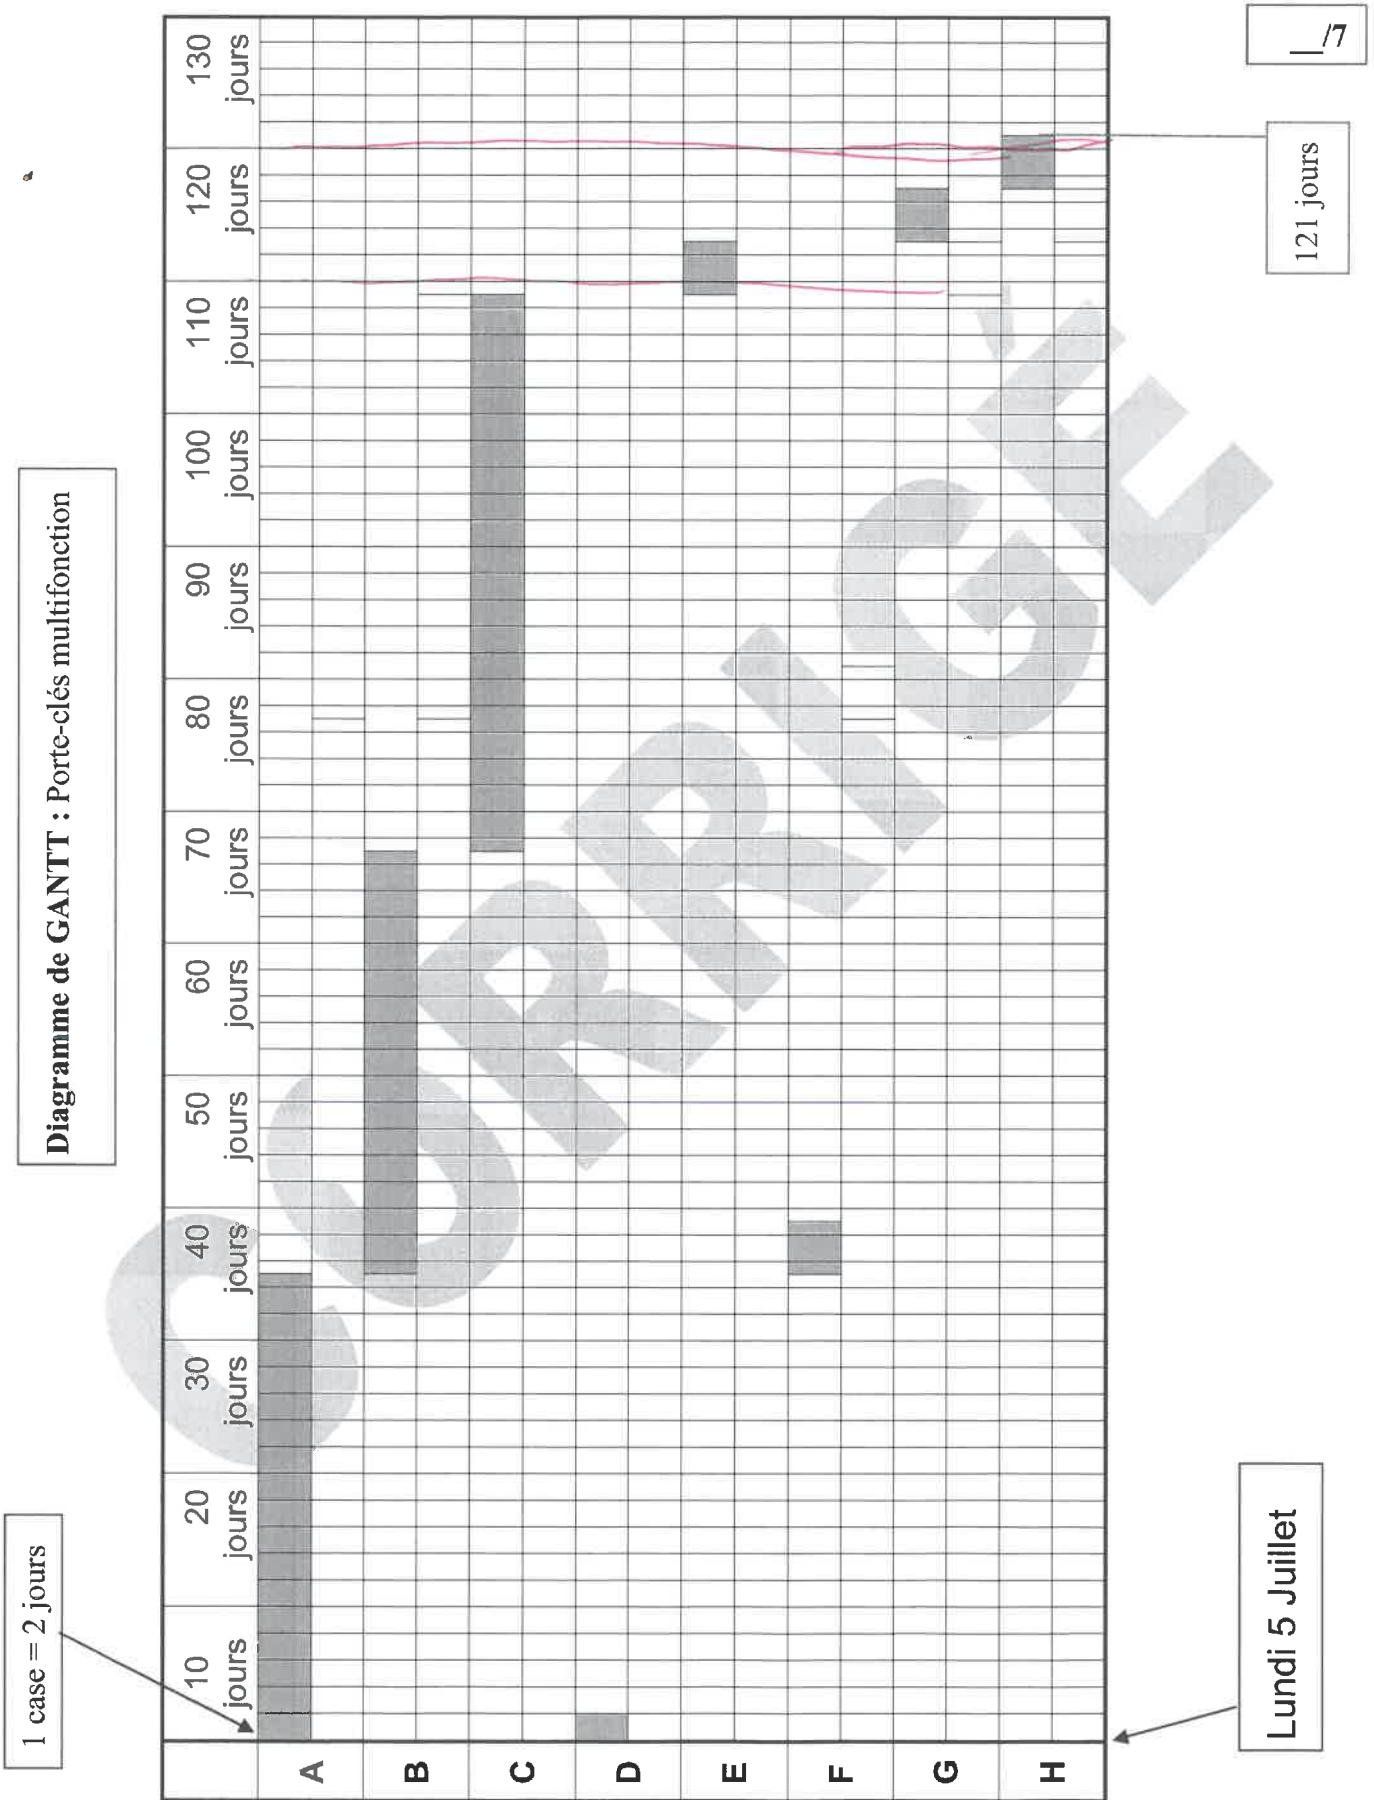 Diagramme de GANTT : Porte-clés multifonction
1 case = 2 jours
10 jours
20 jours
30 jours
40 jours
50 jours
60 jours
70 jours
80 jours
90 jours
100 jours
110 jours
120 jours
130 jours
A
B
C
D
E
F
G
H
CORRIGÉ
Lundi 5 Juillet
121 jours
__/7